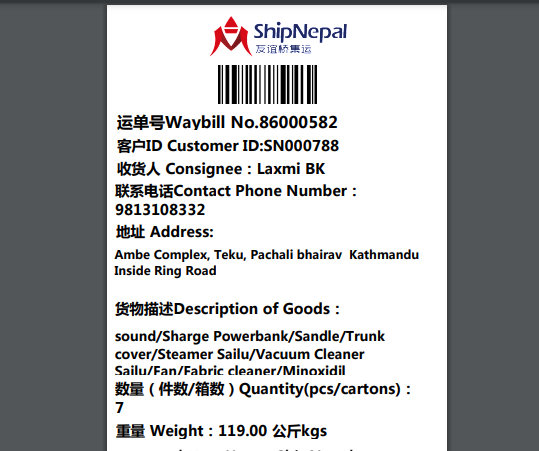 ShipNepal
友谊桥集运
运单号Waybill No.86000582
客户ID Customer ID:SN000788
收货人 Consignee：Laxmi BK
联系电话Contact Phone Number：
9813108332
地址 Address:
Ambe Complex, Teku, Pachali bhairav  Kathmandu
Inside Ring Road
货物描述Description of Goods：
sound/Sharge Powerbank/Sandle/Trunk
cover/Steamer Sailu/Vacuum Cleaner
Sailu/Fan/Fabric cleaner/Minoxidil
数量（件数/箱数）Quantity(pcs/cartons)：
7
重量 Weight：119.00 公斤kgs